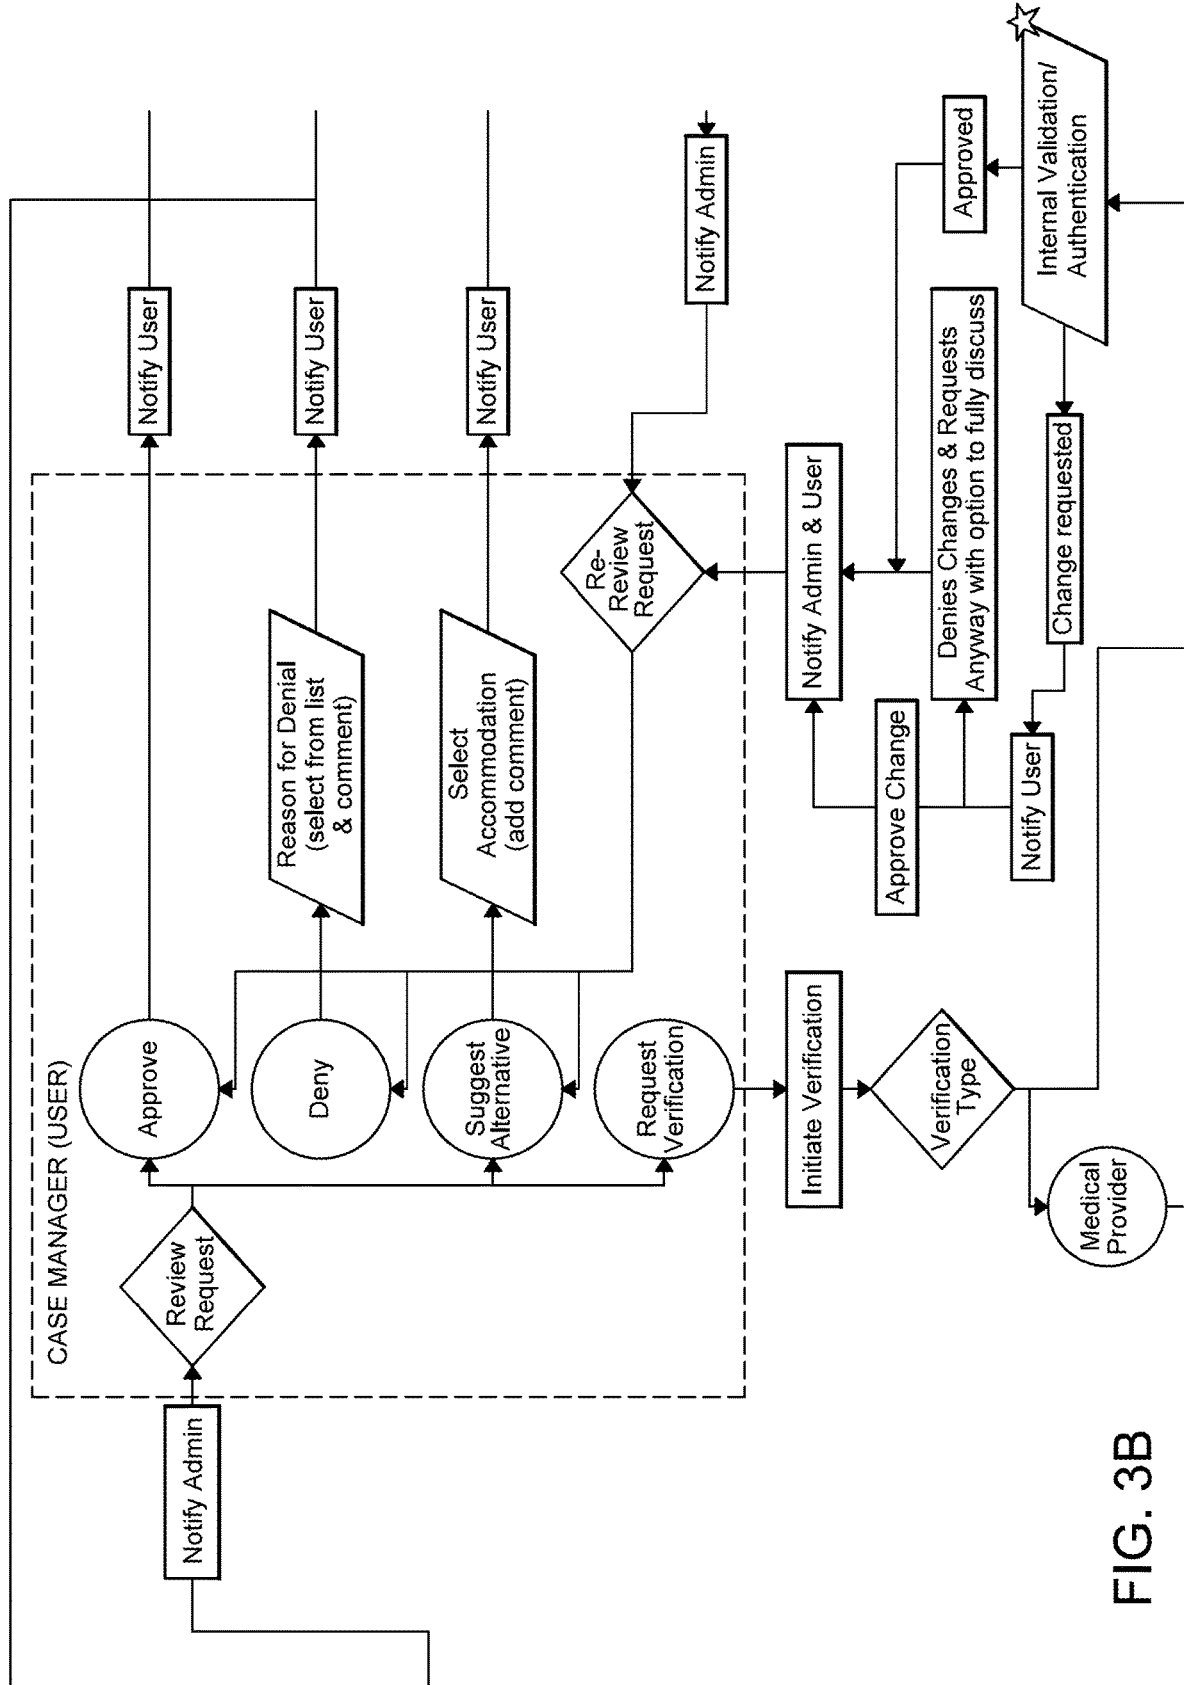 CASE MANAGER (USER)
Notify Admin
Review
Request
Approve
Notify User
Deny
Reason for Denial
(select from list
& comment)
Notify User
Suggest
Alternative
Select
Accommodation
(add comment)
Notify User
Request
Verification
Re-
Review
Request
Notify Admin
Initiate Verification
Notify Admin & User
Verification
Type
Approve Change
Denies Changes & Requests
Anyway with option to fully discuss
Approved
Notify User
Change requested
Internal Validation/
Authentication
Medical
Provider
FIG. 3B